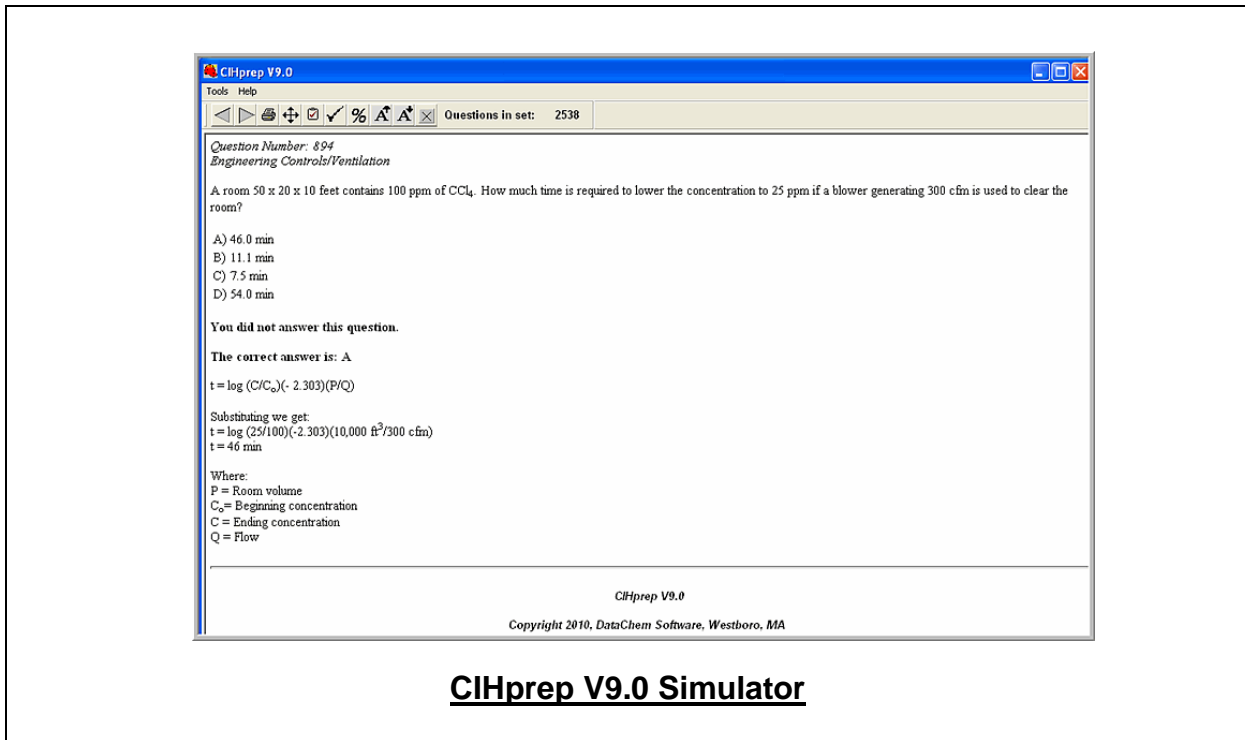 CIHprep V9.0
Tools Help
% A A Questions in set: 2538
Question Number: 894
Engineering Controls/Ventilation
A room 50 x 20 x 10 feet contains 100 ppm of CCl₄. How much time is required to lower the concentration to 25 ppm if a blower generating 300 cfm is used to clear the
room?
A) 46.0 min
B) 11.1 min
C) 7.5 min
D) 54.0 min
You did not answer this question.
The correct answer is: A
t = log (C/Cₒ)(- 2.303)(P/Q)
Substituting we get:
t = log (25/100)(-2.303)(10,000 ft³/300 cfm)
t = 46 min
Where:
P = Room volume
Cₒ= Beginning concentration
C = Ending concentration
Q = Flow
CIHprep V9.0
Copyright 2010, DataChem Software, Westboro, MA
CIHprep V9.0 Simulator